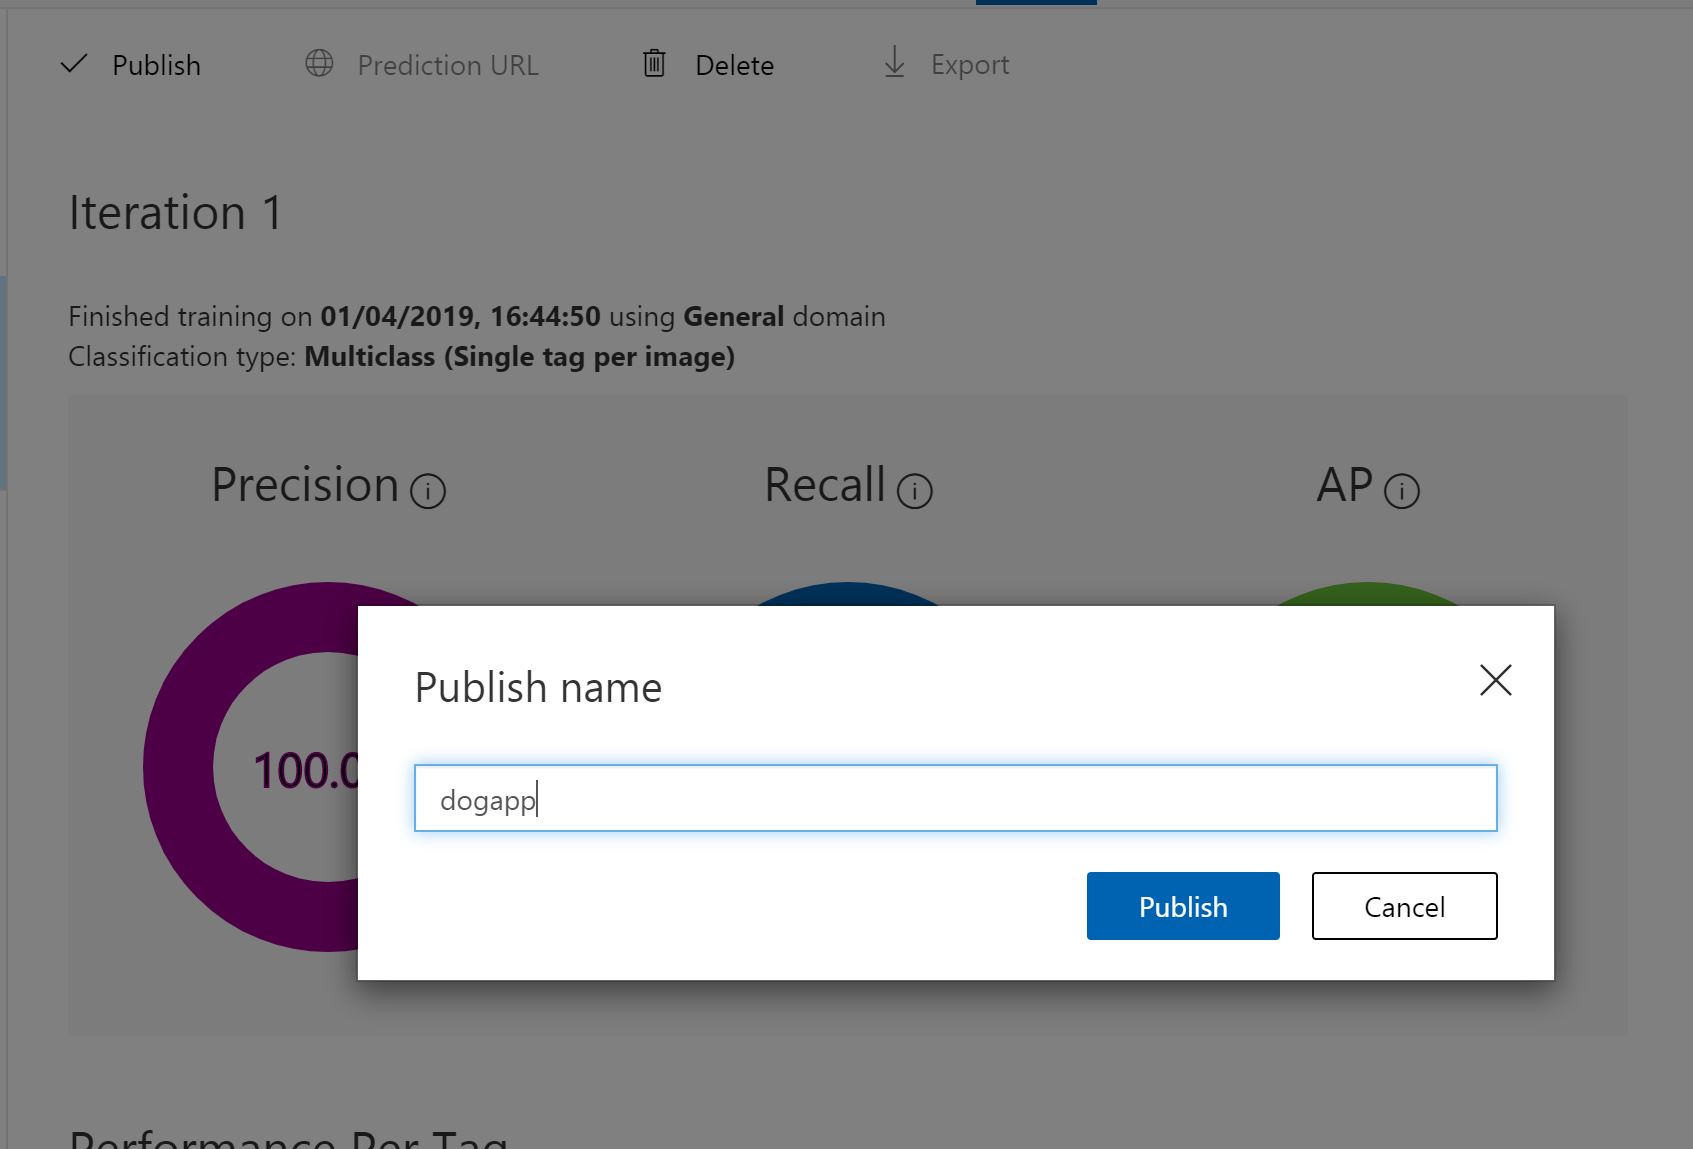 Publish Prediction URL Delete Export
Iteration 1
Finished training on 01/04/2019, 16:44:50 using General domain
Classification type: Multiclass (Single tag per image)
Precision Recall AP
100.0
Publish name
dogapp
Publish Cancel
Performance Per Tag